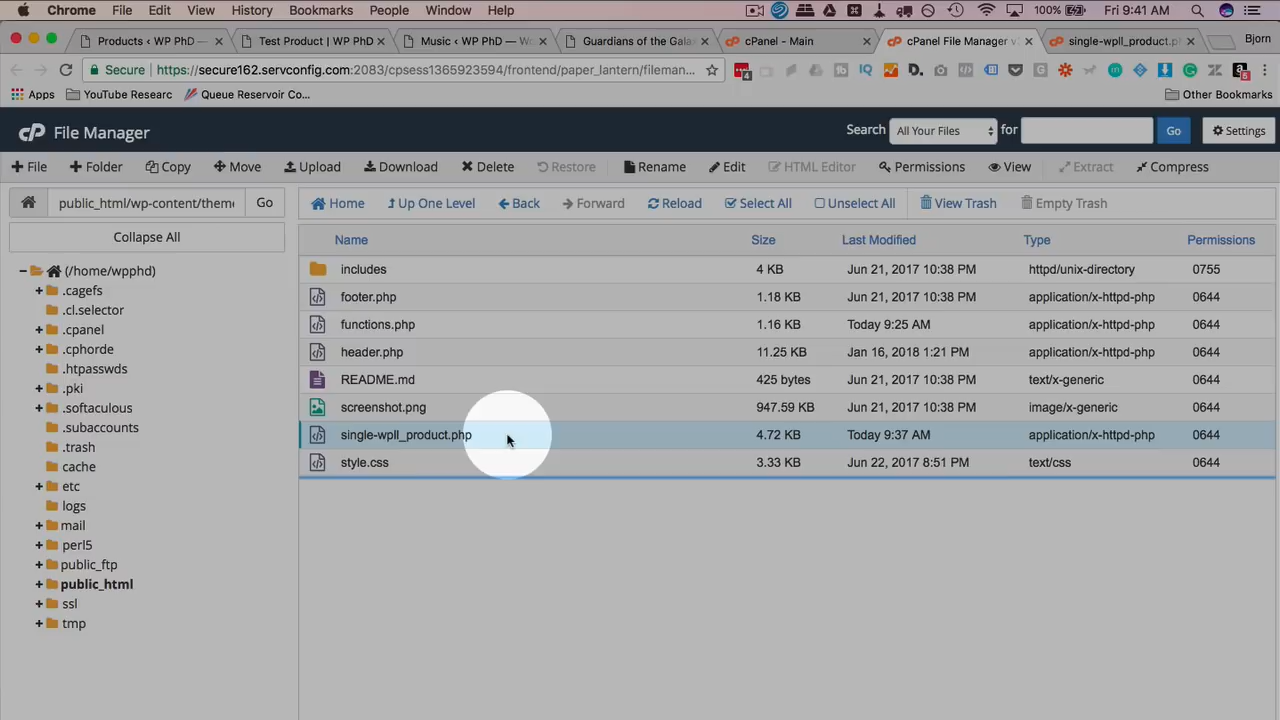 Chrome File Edit View History Bookmarks People Window Help 100% Fri 9:41 AM
Products ‹ WP PhD Test Product | WP PhD Music ‹ WP PhD — W Guardians of the Gala cPanel - Main cPanel File Manager v3 single-wpll_product.p Bjorn
Secure https://secure162.servconfig.com:2083/cpsess1365923594/frontend/paper_lantern/fileman...
Apps YouTube Researc Queue Reservoir Co... Other Bookmarks
cP File Manager Search All Your Files for Go Settings
File Folder Copy Move Upload Download Delete Restore Rename Edit HTML Editor Permissions View Extract Compress
public_html/wp-content/theme Go Home Up One Level Back Forward Reload Select All Unselect All View Trash Empty Trash
Collapse All
Name Size Last Modified Type Permissions
(/home/wpphd)
.cagefs
.cl.selector
.cpanel
.cphorde
.htpasswds
.pki
.softaculous
.subaccounts
.trash
cache
etc
logs
mail
perl5
public_ftp
public_html
ssl
tmp
includes 4 KB Jun 21, 2017 10:38 PM httpd/unix-directory 0755
footer.php 1.18 KB Jun 21, 2017 10:38 PM application/x-httpd-php 0644
functions.php 1.16 KB Today 9:25 AM application/x-httpd-php 0644
header.php 11.25 KB Jan 16, 2018 1:21 PM application/x-httpd-php 0644
README.md 425 bytes Jun 21, 2017 10:38 PM text/x-generic 0644
screenshot.png 947.59 KB Jun 21, 2017 10:38 PM image/x-generic 0644
single-wpll_product.php 4.72 KB Today 9:37 AM application/x-httpd-php 0644
style.css 3.33 KB Jun 22, 2017 8:51 PM text/css 0644